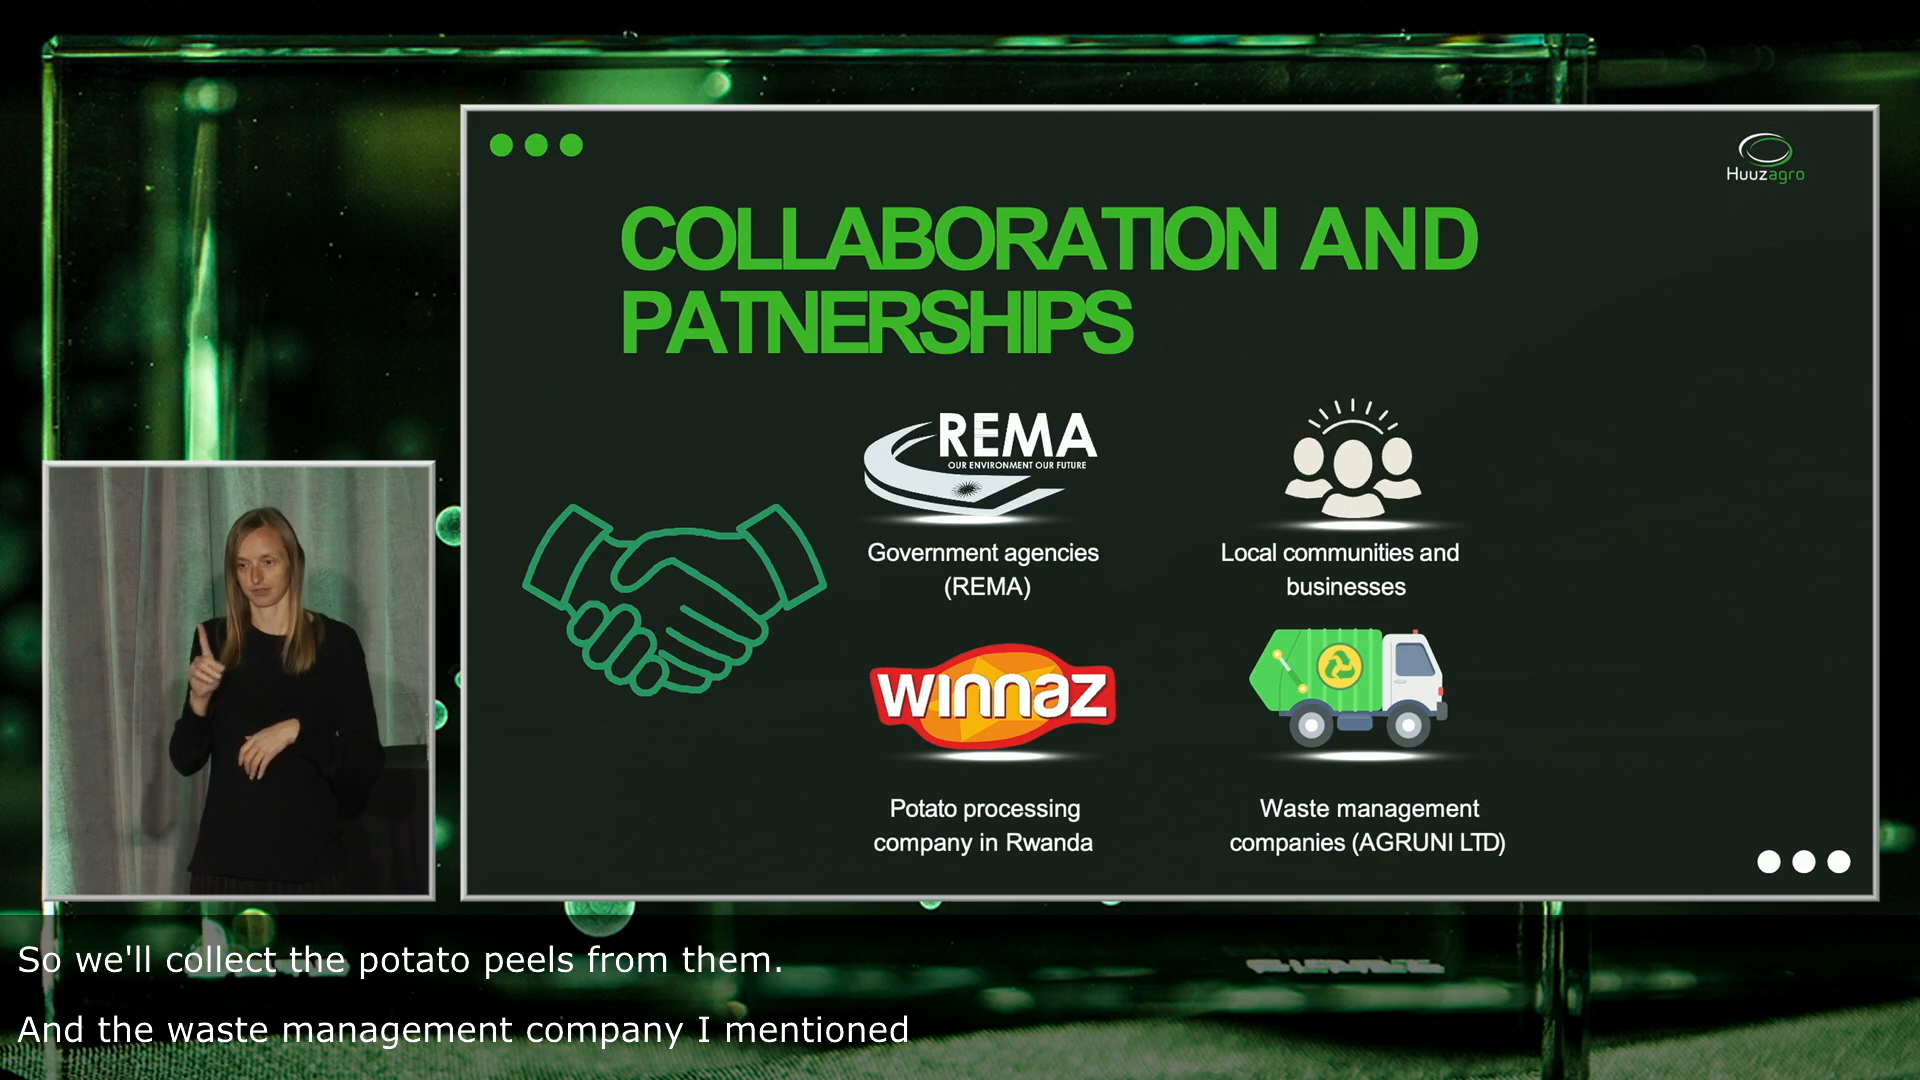 Huuzagro
COLLABORATION AND
PATNERSHIPS
REMA
OUR ENVIRONMENT OUR FUTURE
Government agencies
(REMA)
Local communities and
businesses
winnaz
Potato processing
company in Rwanda
Waste management
companies (AGRUNI LTD)
So we'll collect the potato peels from them.
And the waste management company I mentioned